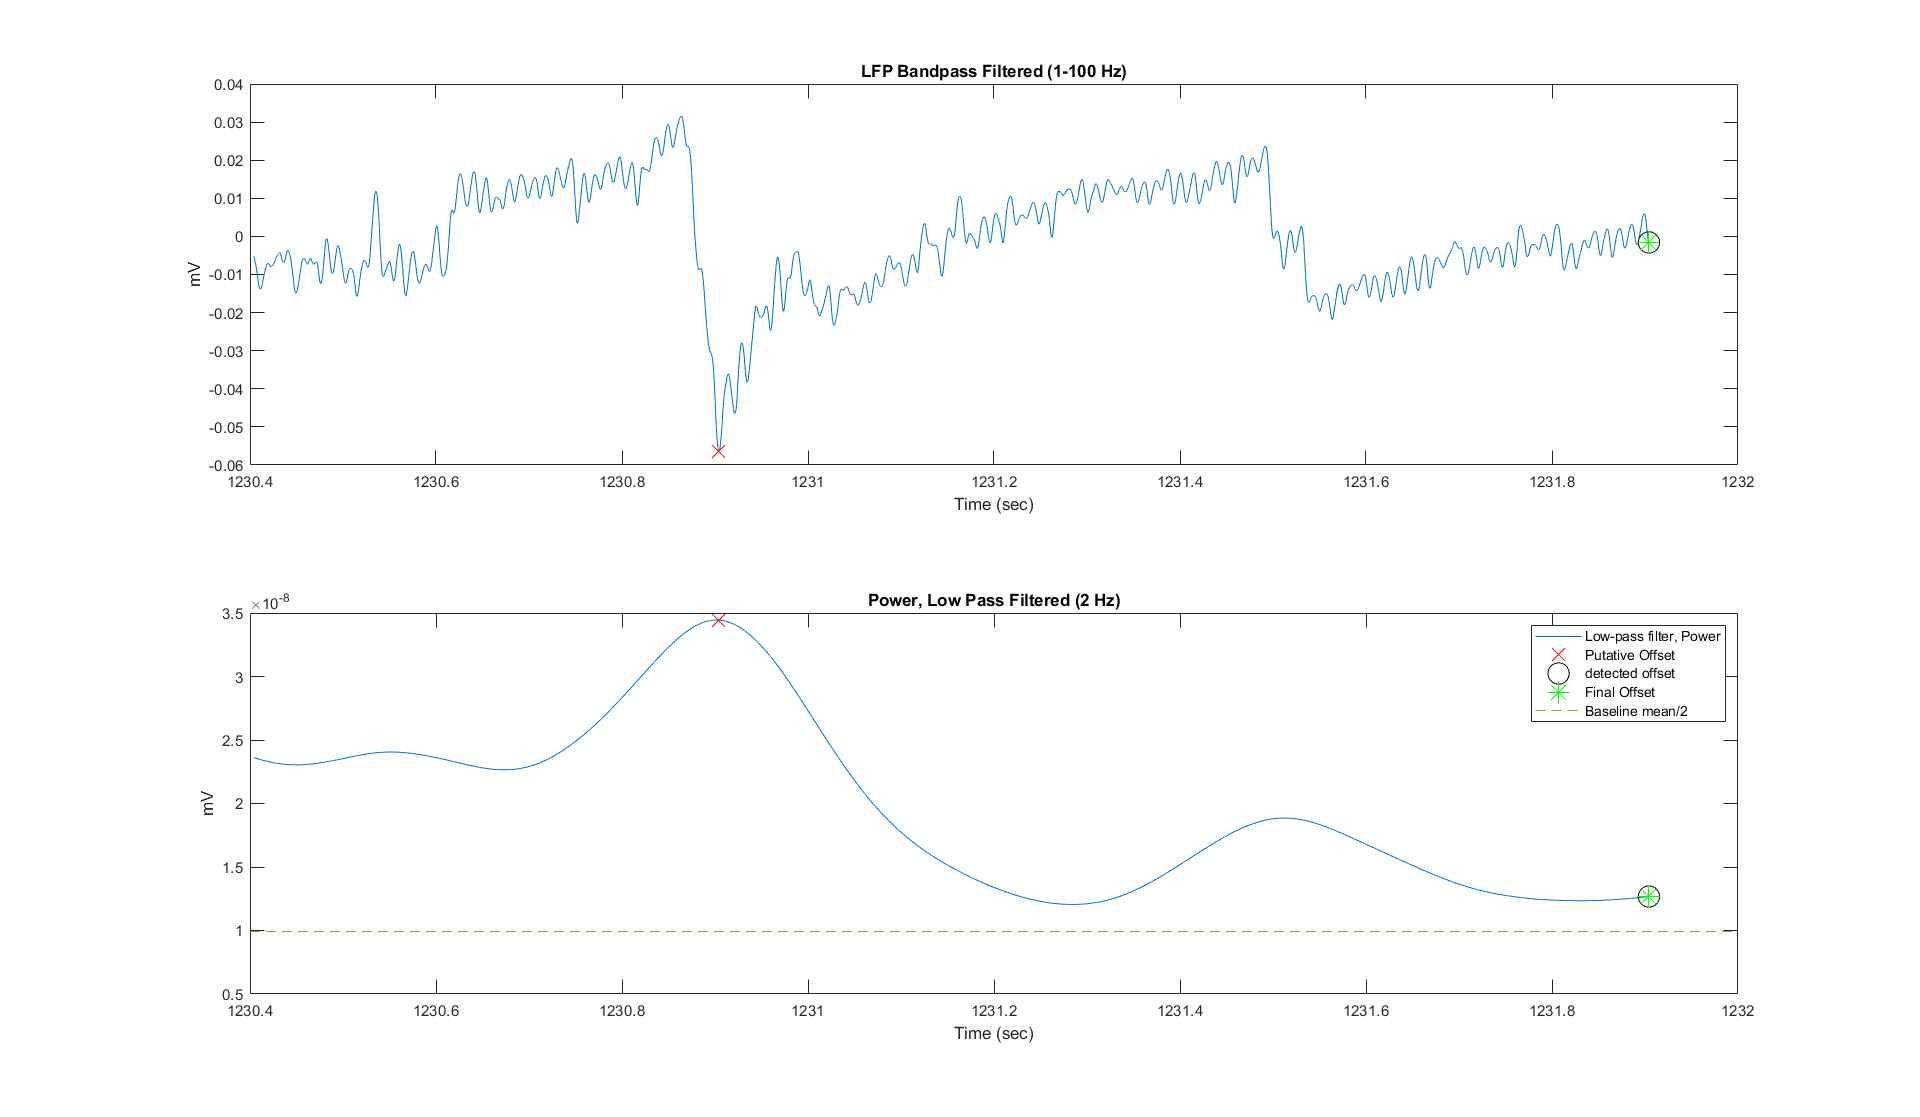 LFP Bandpass Filtered (1-100 Hz)
0.04
0.03
0.02
0.01
0
-0.01
-0.02
-0.03
-0.04
-0.05
-0.06
mV
1230.4 1230.6 1230.8 1231 1231.2 1231.4 1231.6 1231.8 1232
Time (sec)
Power, Low Pass Filtered (2 Hz)
×10-8
3.5
3
2.5
2
1.5
1
0.5
mV
Low-pass filter, Power
Putative Offset
detected offset
Final Offset
Baseline mean/2
1230.4 1230.6 1230.8 1231 1231.2 1231.4 1231.6 1231.8 1232
Time (sec)